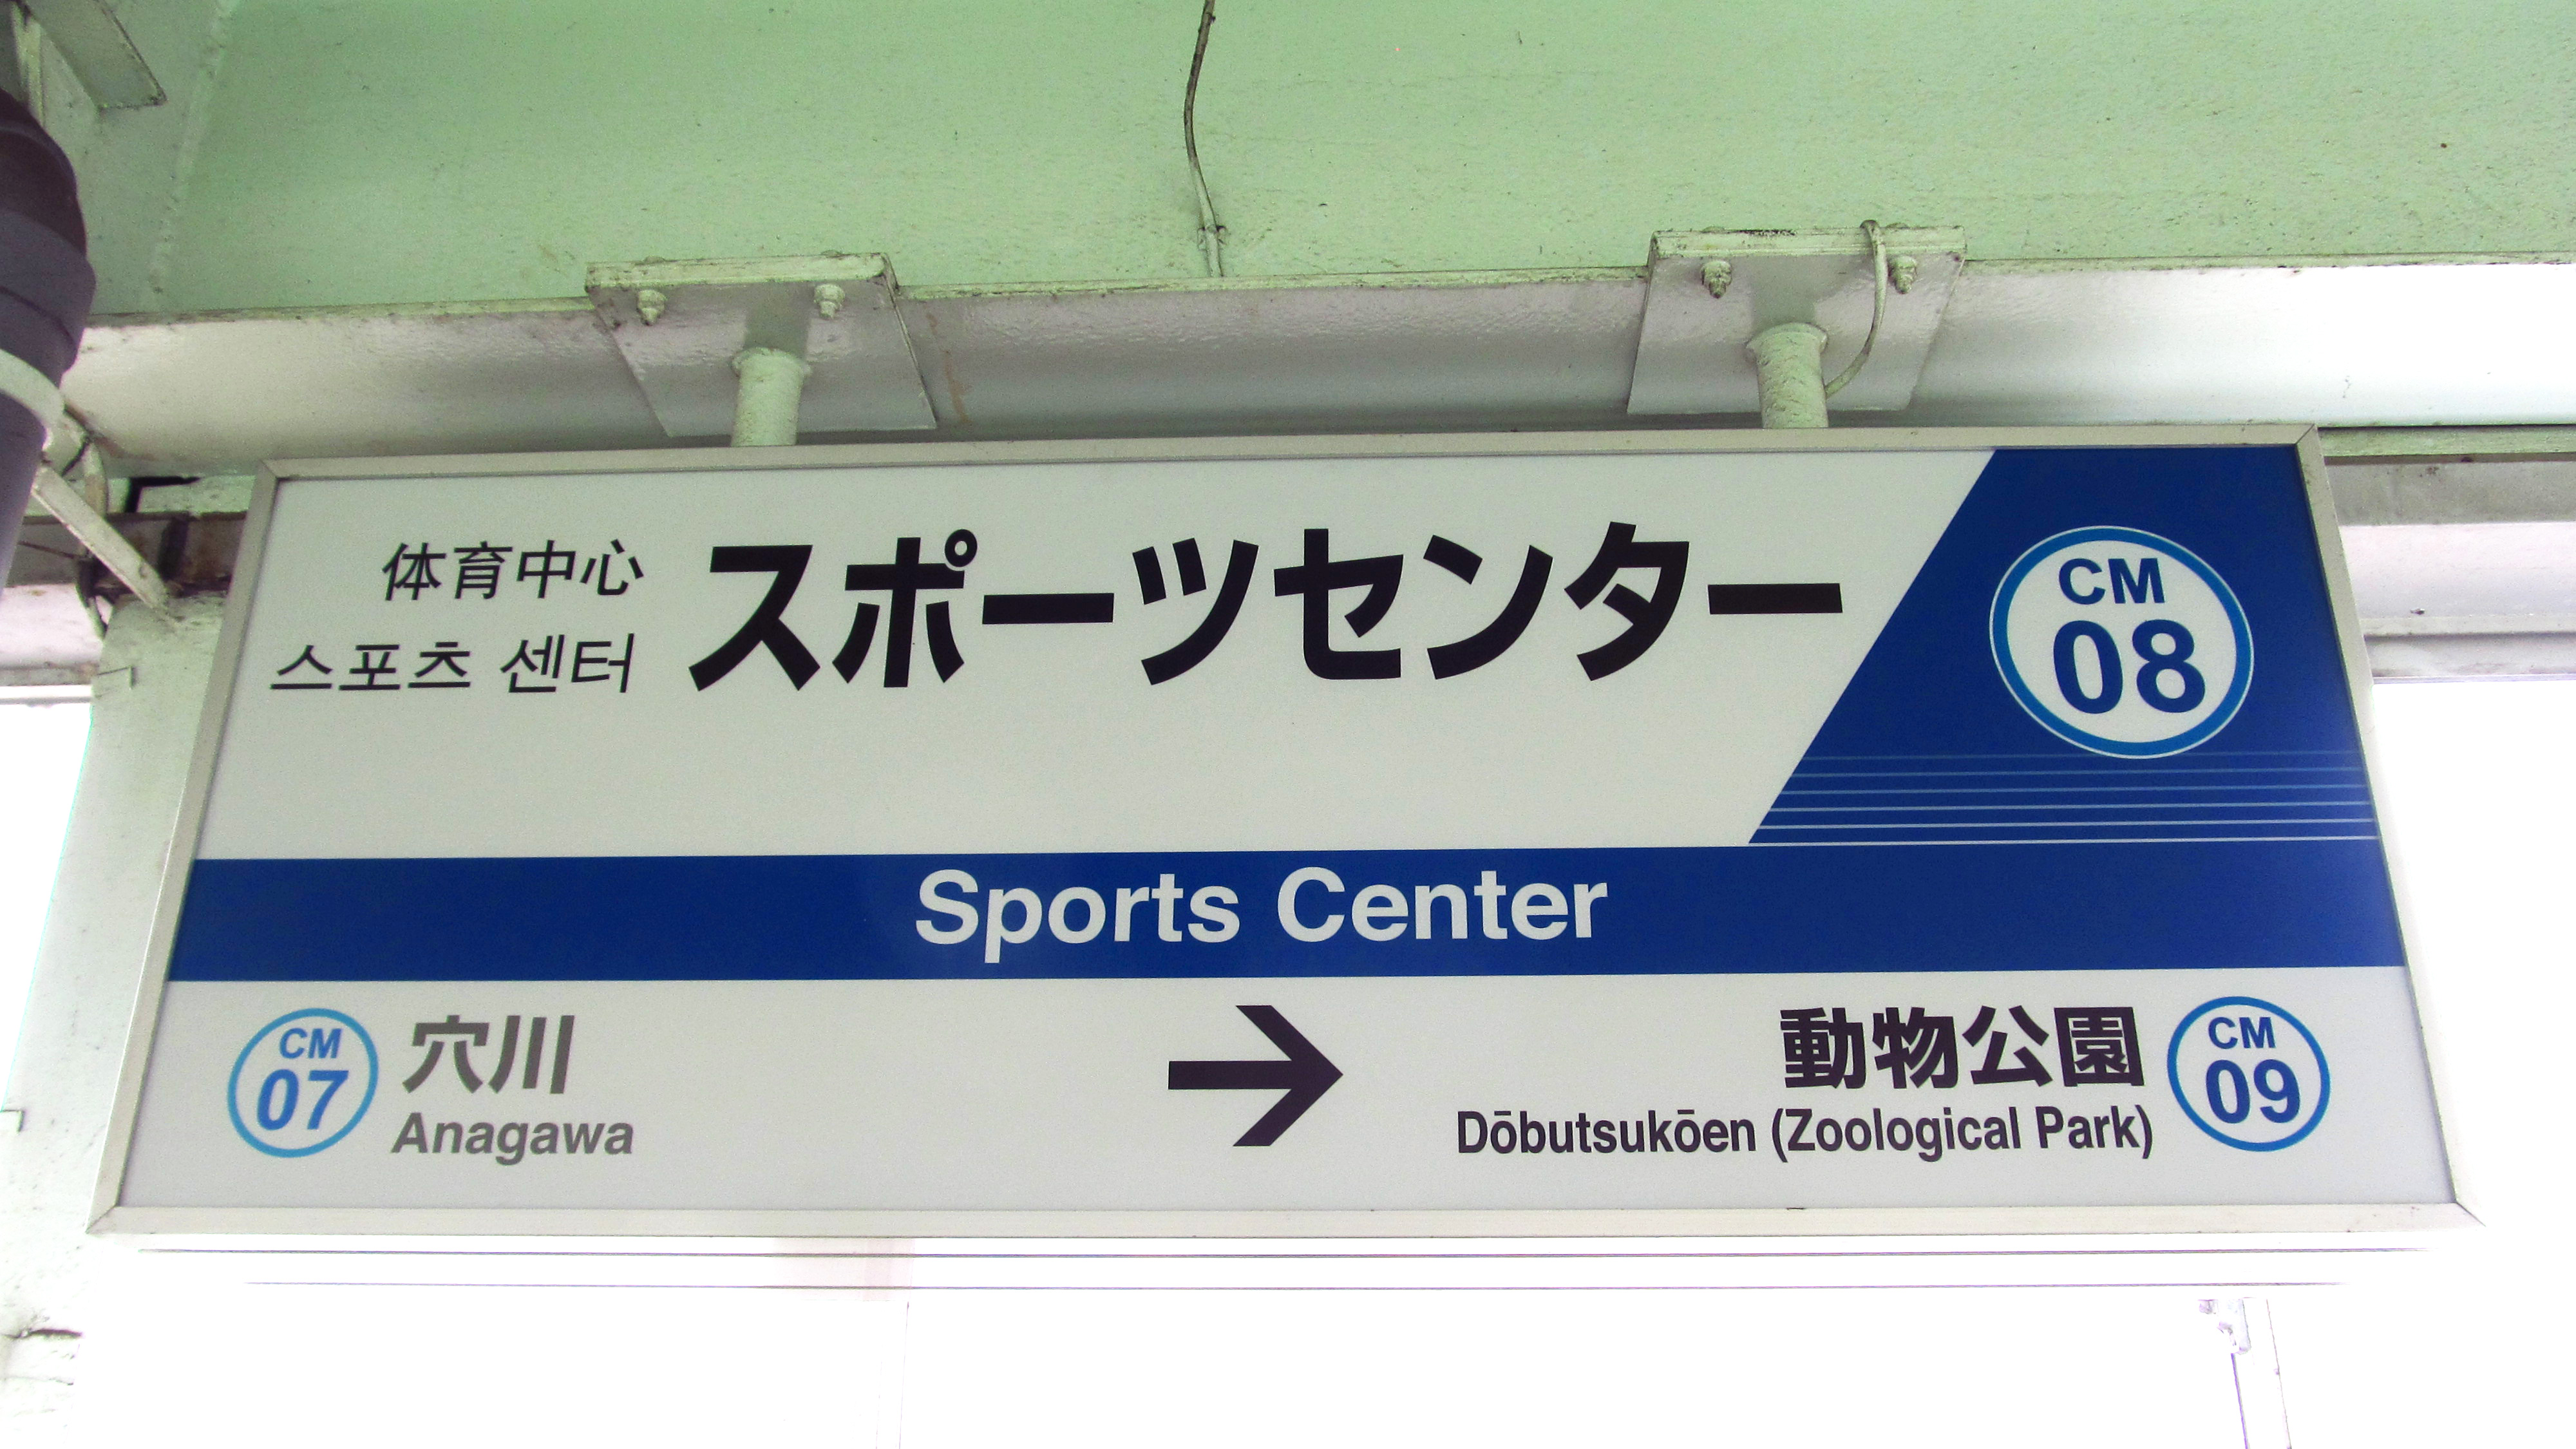 体育中心
스포츠 센터
スポーツセンター
CM
08
Sports Center
CM
07
穴川
Anagawa
→
動物公園
Dōbutsukōen (Zoological Park)
CM
09